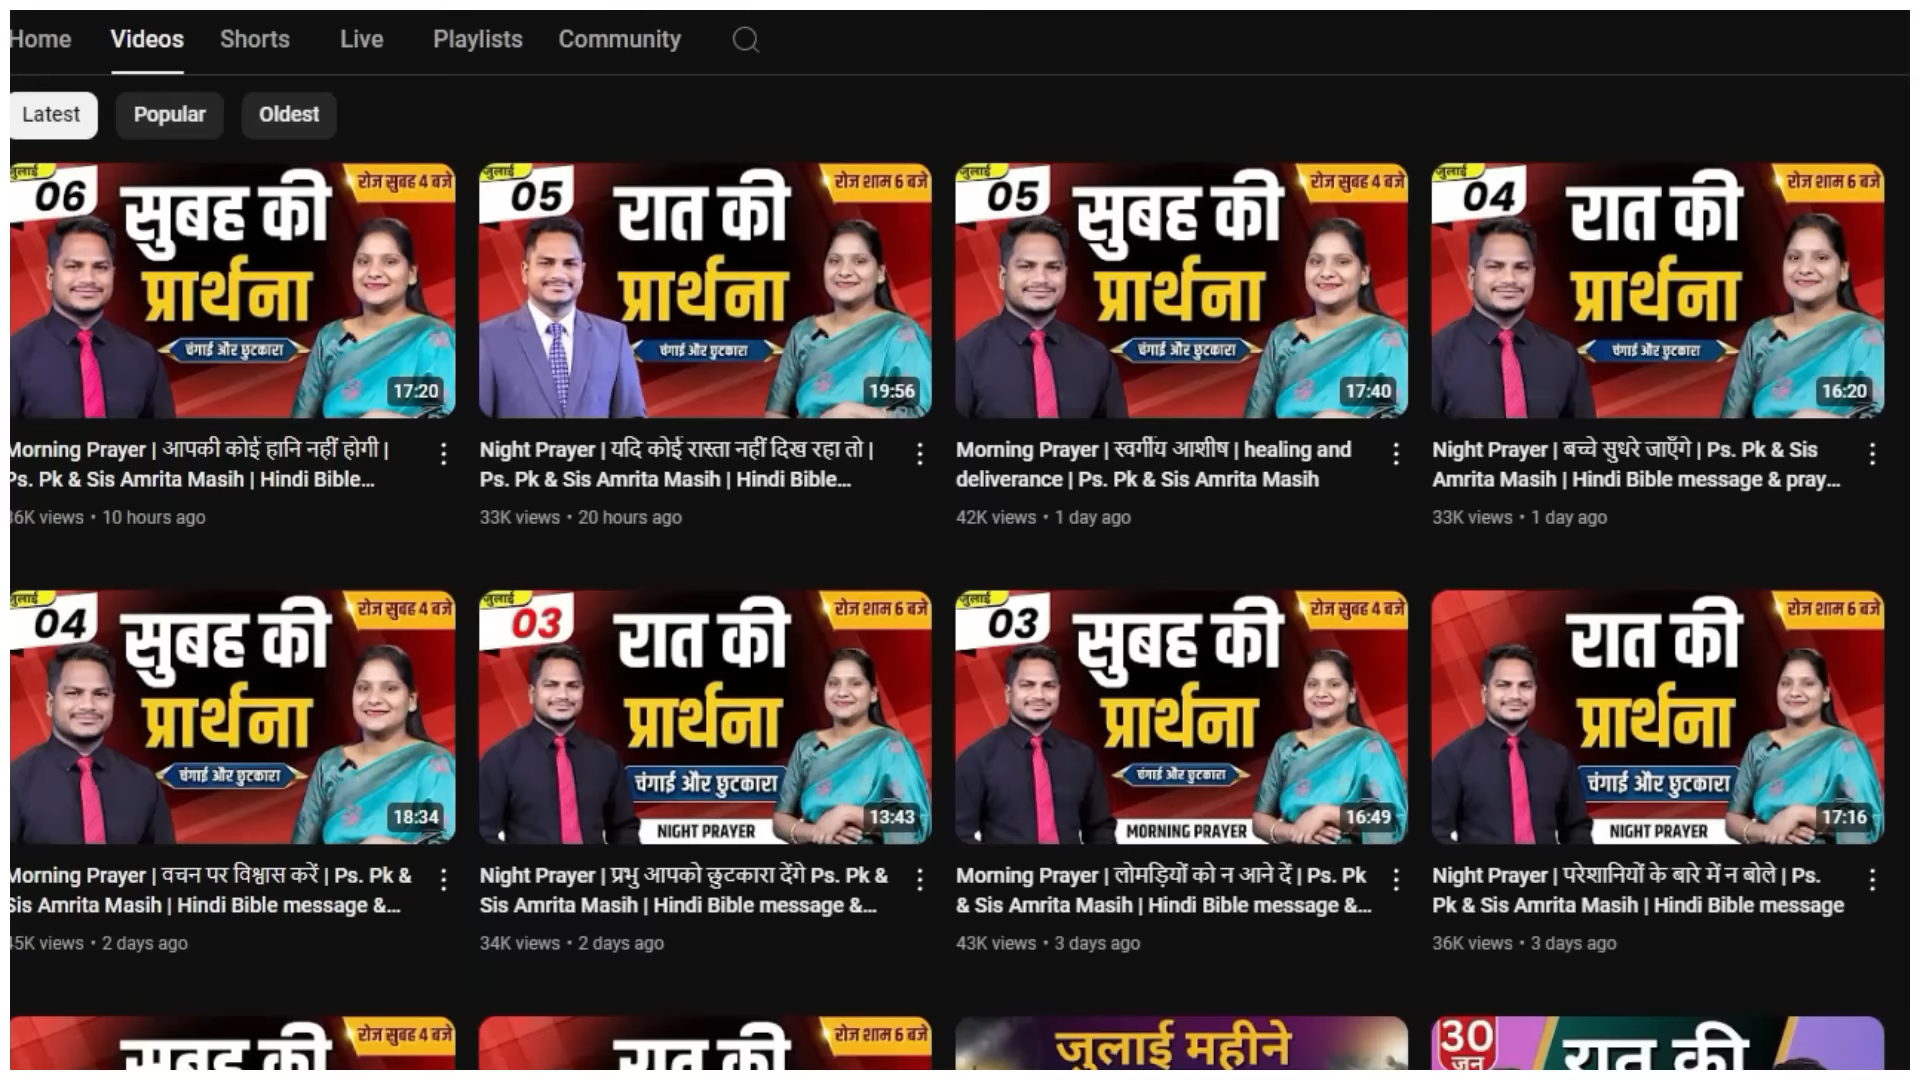 Home Videos Shorts Live Playlists Community
Latest Popular Oldest
जुलाई
06
सुबह की
प्रार्थना
रोज सुबह 4 बजे
चंगाई और छुटकारा
17:20
जुलाई
05
रात की
प्रार्थना
रोज शाम 6 बजे
चंगाई और छुटकारा
19:56
जुलाई
05
सुबह की
प्रार्थना
रोज सुबह 4 बजे
चंगाई और छुटकारा
17:40
जुलाई
04
रात की
प्रार्थना
रोज शाम 6 बजे
चंगाई और छुटकारा
16:20
Morning Prayer | आपकी कोई हानि नहीं होगी |
Ps. Pk & Sis Amrita Masih | Hindi Bible...
6K views • 10 hours ago
Night Prayer | यदि कोई रास्ता नहीं दिख रहा तो |
Ps. Pk & Sis Amrita Masih | Hindi Bible...
33K views • 20 hours ago
Morning Prayer | स्वर्गीय आशीष | healing and
deliverance | Ps. Pk & Sis Amrita Masih
42K views • 1 day ago
Night Prayer | बच्चे सुधरे जाएँगे | Ps. Pk & Sis
Amrita Masih | Hindi Bible message & pray...
33K views • 1 day ago
जुलाई
04
सुबह की
प्रार्थना
रोज सुबह 4 बजे
चंगाई और छुटकारा
18:34
जुलाई
03
रात की
प्रार्थना
रोज शाम 6 बजे
चंगाई और छुटकारा
NIGHT PRAYER
13:43
जुलाई
03
सुबह की
प्रार्थना
रोज सुबह 4 बजे
चंगाई और छुटकारा
MORNING PRAYER
16:49
रात की
प्रार्थना
रोज शाम 6 बजे
चंगाई और छुटकारा
NIGHT PRAYER
17:16
Morning Prayer | वचन पर विश्वास करें | Ps. Pk &
Sis Amrita Masih | Hindi Bible message &...
45K views • 2 days ago
Night Prayer | प्रभु आपको छुटकारा देंगे Ps. Pk &
Sis Amrita Masih | Hindi Bible message &...
34K views • 2 days ago
Morning Prayer | लोमड़ियों को न आने दें | Ps. Pk
& Sis Amrita Masih | Hindi Bible message &...
43K views • 3 days ago
Night Prayer | परेशानियों के बारे में न बोले | Ps.
Pk & Sis Amrita Masih | Hindi Bible message
36K views • 3 days ago
सुबह की
रोज सुबह 4 बजे
रात की
रोज शाम 6 बजे
जुलाई महीने
30
जून
रात की